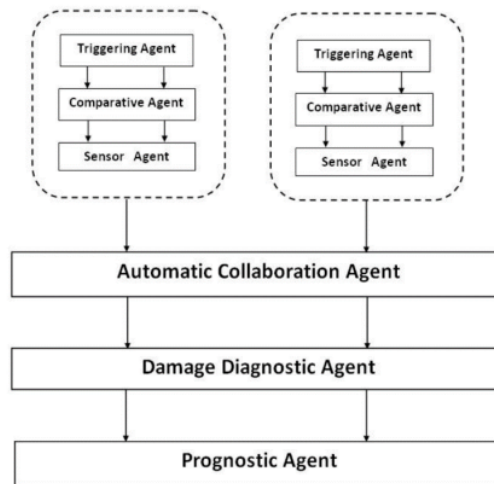 Triggering Agent
Comparative Agent
Sensor Agent
Triggering Agent
Comparative Agent
Sensor Agent
Automatic Collaboration Agent
Damage Diagnostic Agent
Prognostic Agent